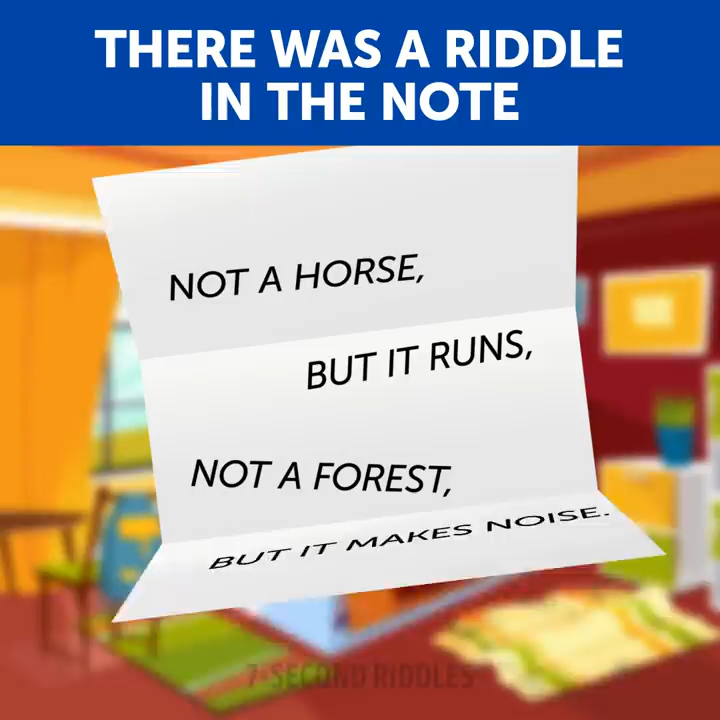 THERE WAS A RIDDLE
IN THE NOTE
NOT A HORSE,
BUT IT RUNS,
NOT A FOREST,
BUT IT MAKES NOISE.
7-SECOND RIDDLES